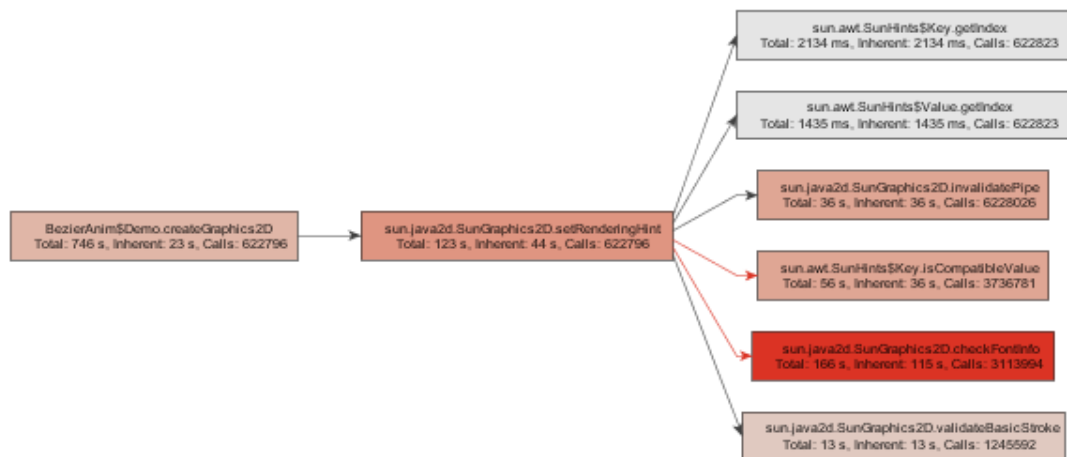 sun.awt.SunHints$Key.getIndex
Total: 2134 ms, Inherent: 2134 ms, Calls: 622823
sun.awt.SunHints$Value.getIndex
Total: 1435 ms, Inherent: 1435 ms, Calls: 622823
sun.java2d.SunGraphics2D.invalidatePipe
Total: 36 s, Inherent: 36 s, Calls: 6228026
BezierAnim$Demo.createGraphics2D
Total: 746 s, Inherent: 23 s, Calls: 622796
sun.java2d.SunGraphics2D.setRenderingHint
Total: 123 s, Inherent: 44 s, Calls: 622796
sun.awt.SunHints$Key.isCompatibleValue
Total: 56 s, Inherent: 36 s, Calls: 3736781
sun.java2d.SunGraphics2D.checkFontInfo
Total: 166 s, Inherent: 115 s, Calls: 3113994
sun.java2d.SunGraphics2D.validateBasicStroke
Total: 13 s, Inherent: 13 s, Calls: 1245592